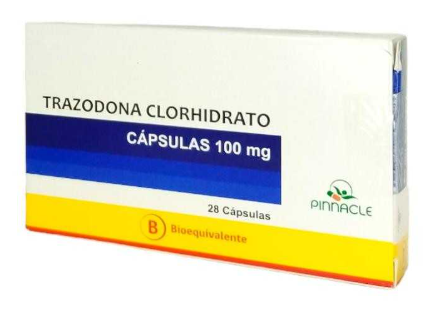 TRAZODONA CLORHIDRATO
CÁPSULAS 100 mg
28 Cápsulas
PINNACLE
B Bioequivalente